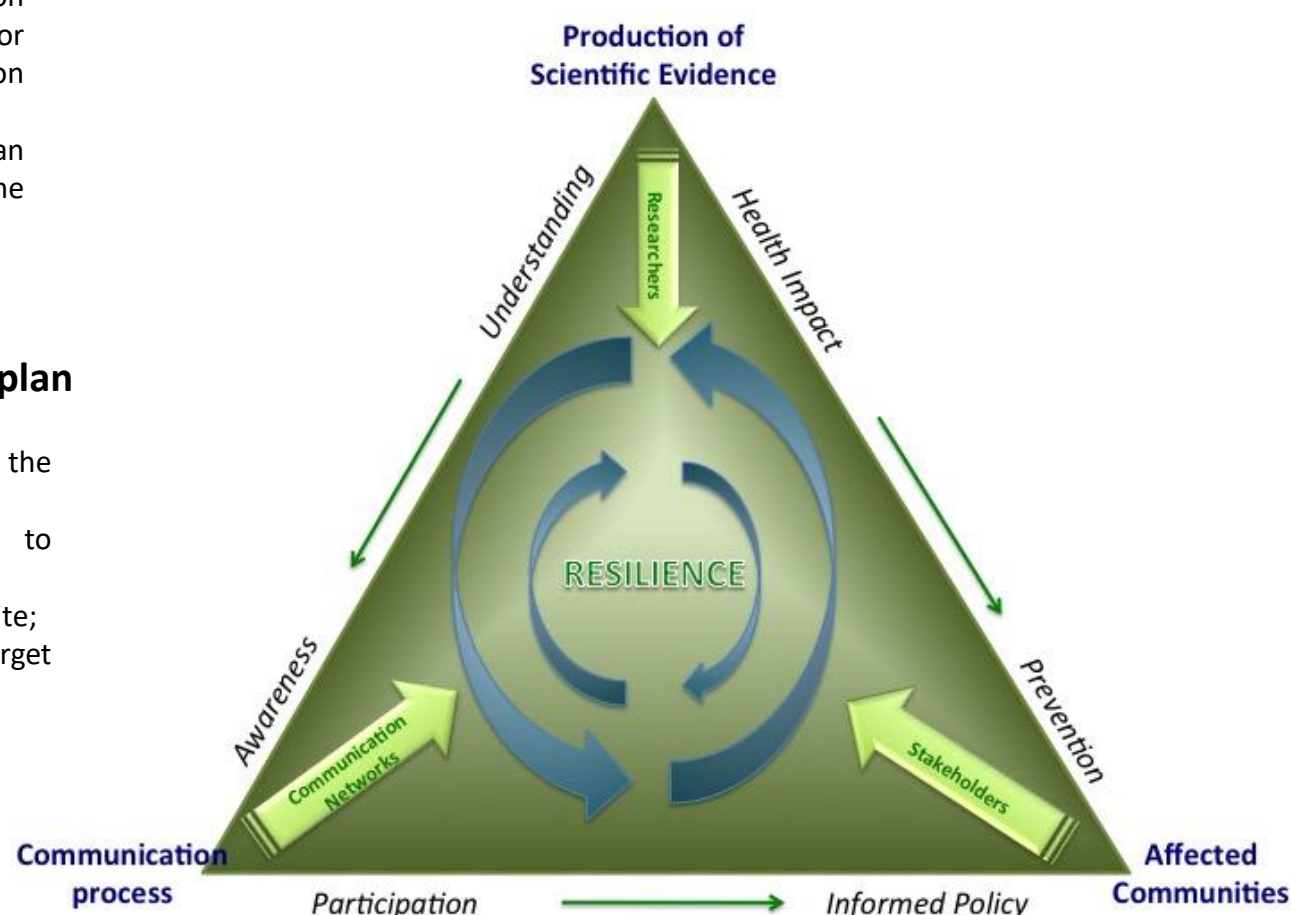 on
or
on
an
ne
plan
the
to
te;
rget
Production of
Scientific Evidence
Researchers
Understanding
Health Impact
RESILIENCE
Awareness
Prevention
Communication
Networks
Stakeholders
Communication
process
Affected
Communities
Participation
Informed Policy